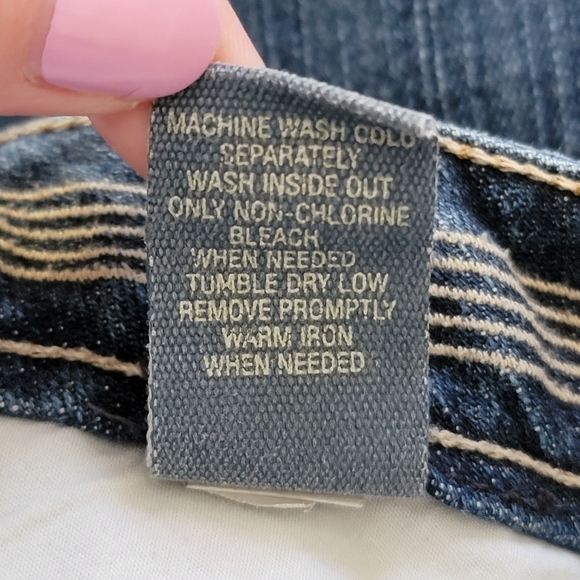 MACHINE WASH COLD
SEPARATELY
WASH INSIDE OUT
ONLY NON-CHLORINE
BLEACH
WHEN NEEDED
TUMBLE DRY LOW
REMOVE PROMPTLY
WARM IRON
WHEN NEEDED